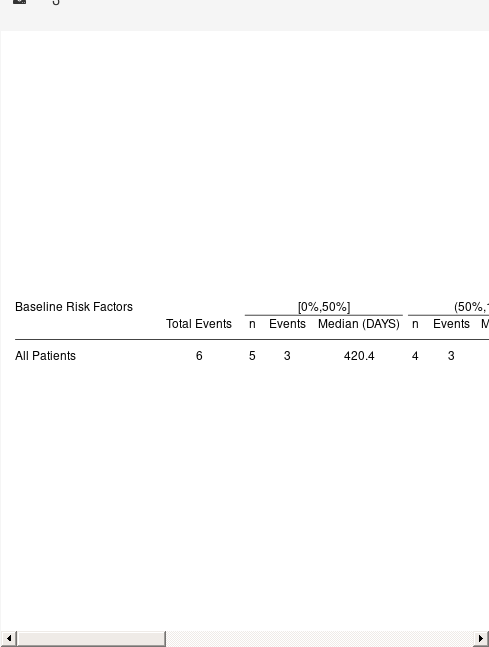 Baseline Risk Factors [0%,50%] (50%,
Total Events n Events Median (DAYS) n Events M
All Patients 6 5 3 420.4 4 3